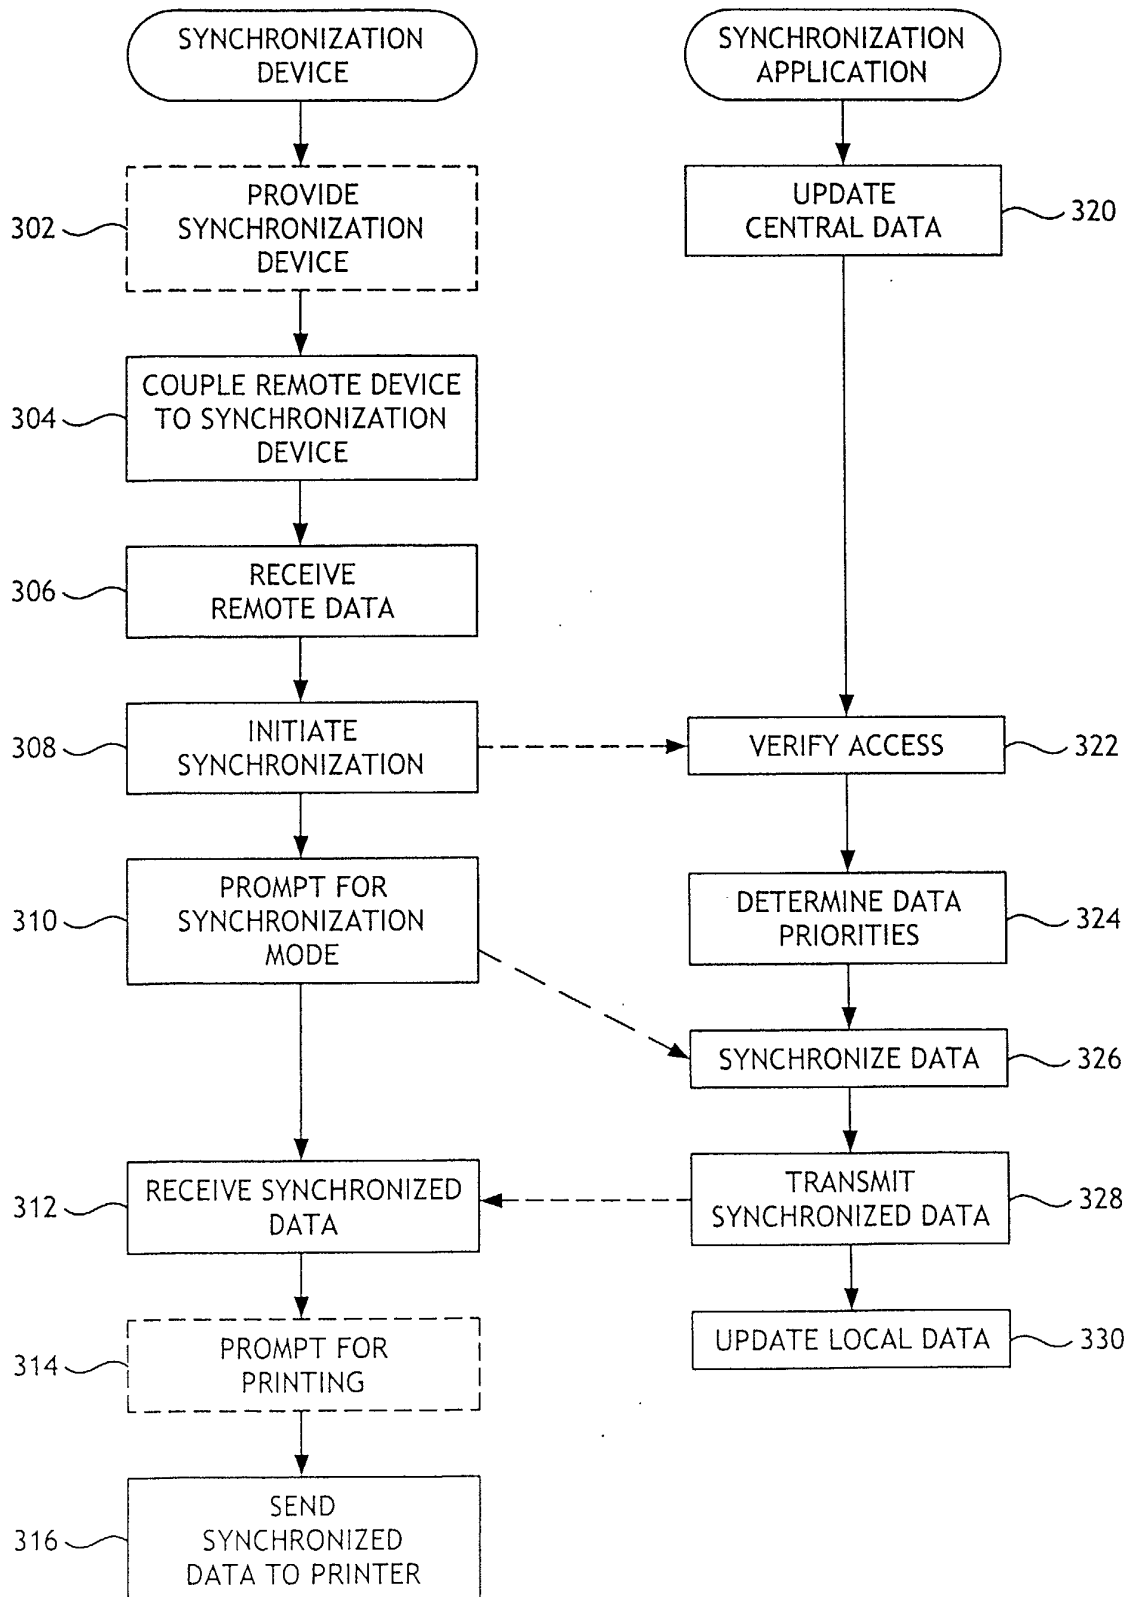 SYNCHRONIZATION
DEVICE
302
PROVIDE
SYNCHRONIZATION
DEVICE
304
COUPLE REMOTE DEVICE
TO SYNCHRONIZATION
DEVICE
306
RECEIVE
REMOTE DATA
308
INITIATE
SYNCHRONIZATION
310
PROMPT FOR
SYNCHRONIZATION
MODE
312
RECEIVE SYNCHRONIZED
DATA
314
PROMPT FOR
PRINTING
316
SEND
SYNCHRONIZED
DATA TO PRINTER
SYNCHRONIZATION
APPLICATION
UPDATE
CENTRAL DATA
320
VERIFY ACCESS
322
DETERMINE DATA
PRIORITIES
324
SYNCHRONIZE DATA
326
TRANSMIT
SYNCHRONIZED DATA
328
UPDATE LOCAL DATA
330